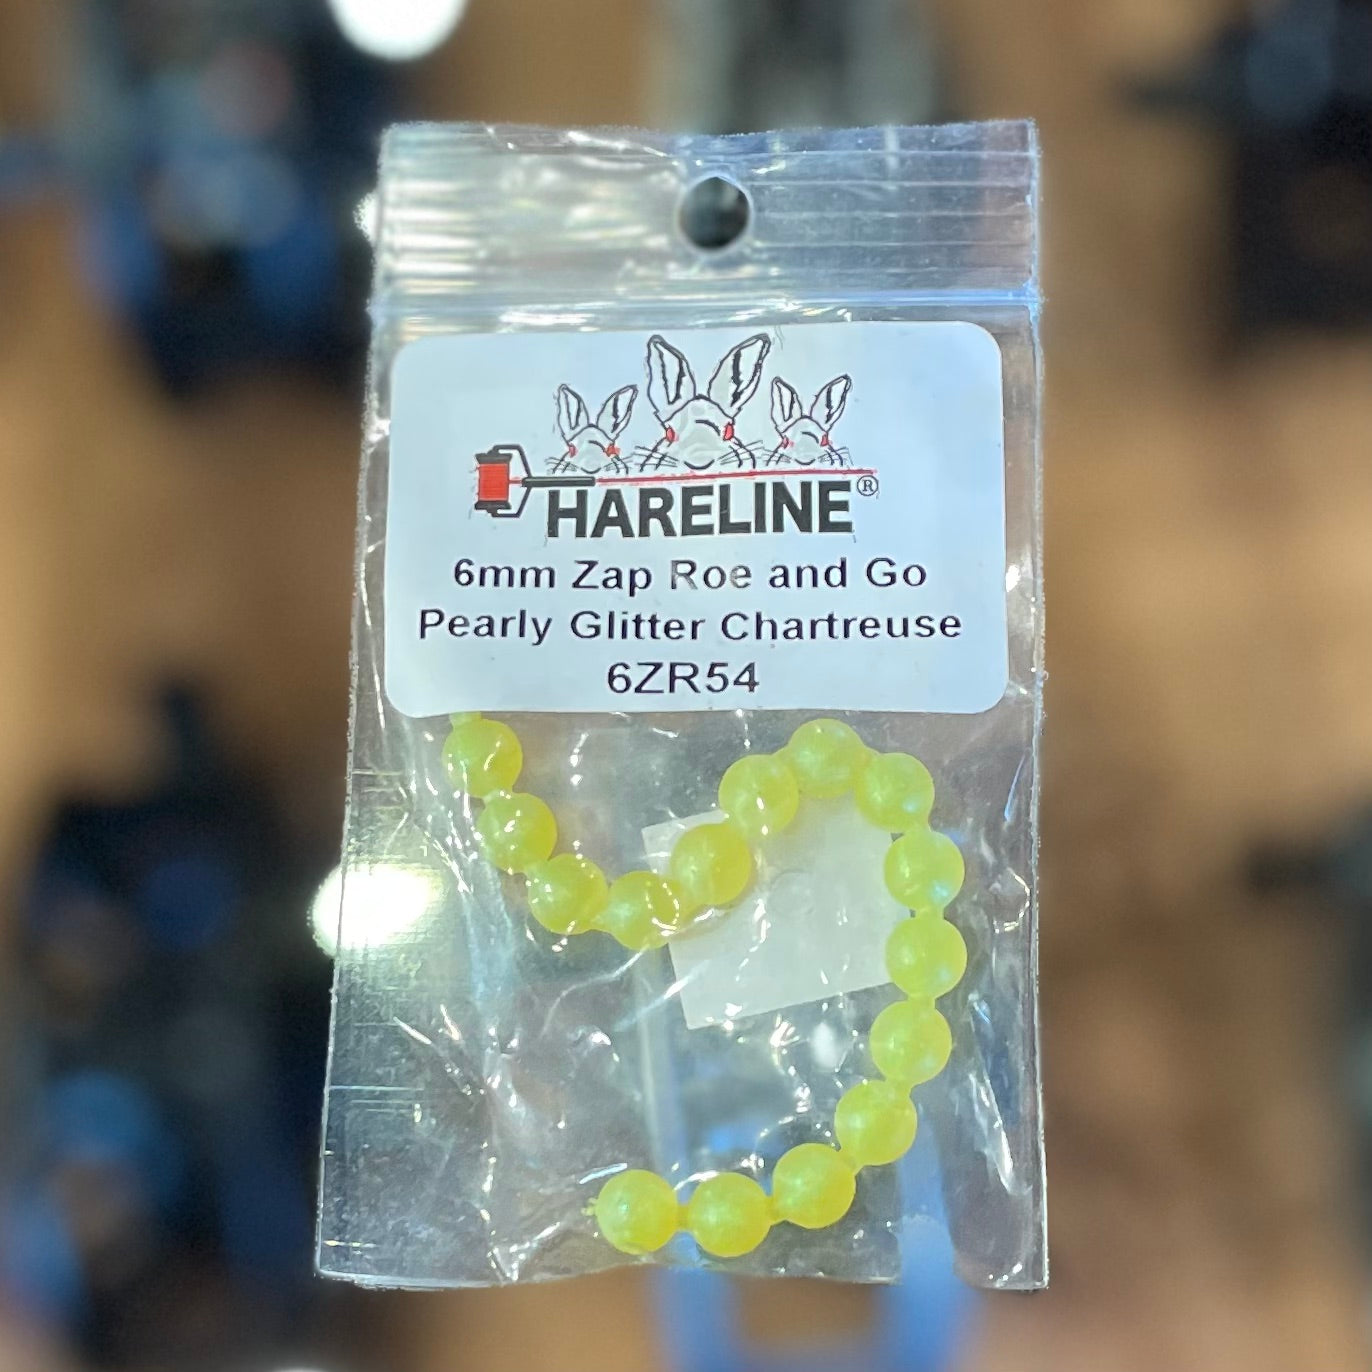 HARELINE®
6mm Zap Roe and Go
Pearly Glitter Chartreuse
6ZR54